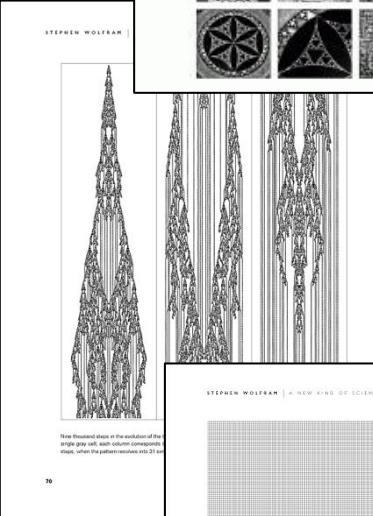 STEPHEN WOLFRAM
Nine thousand steps in the evolution of the
single gray cell; each column corresponds
steps, when the pattern resolves into 31
70
STEPHEN WOLFRAM | A NEW KIND OF SCIEN